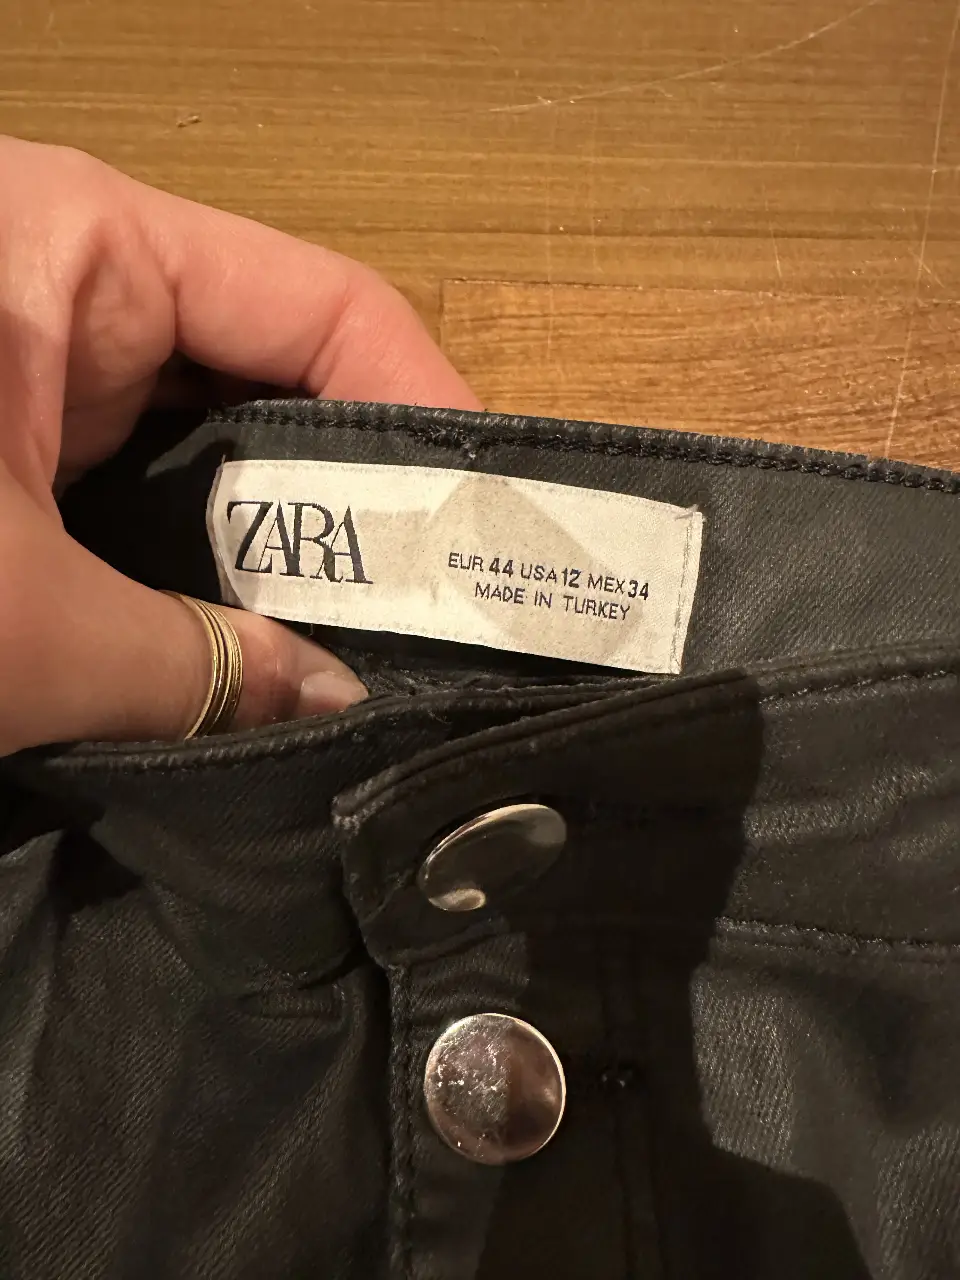 ZARA
EUR 44 USA 12 MEX 34
MADE IN TURKEY